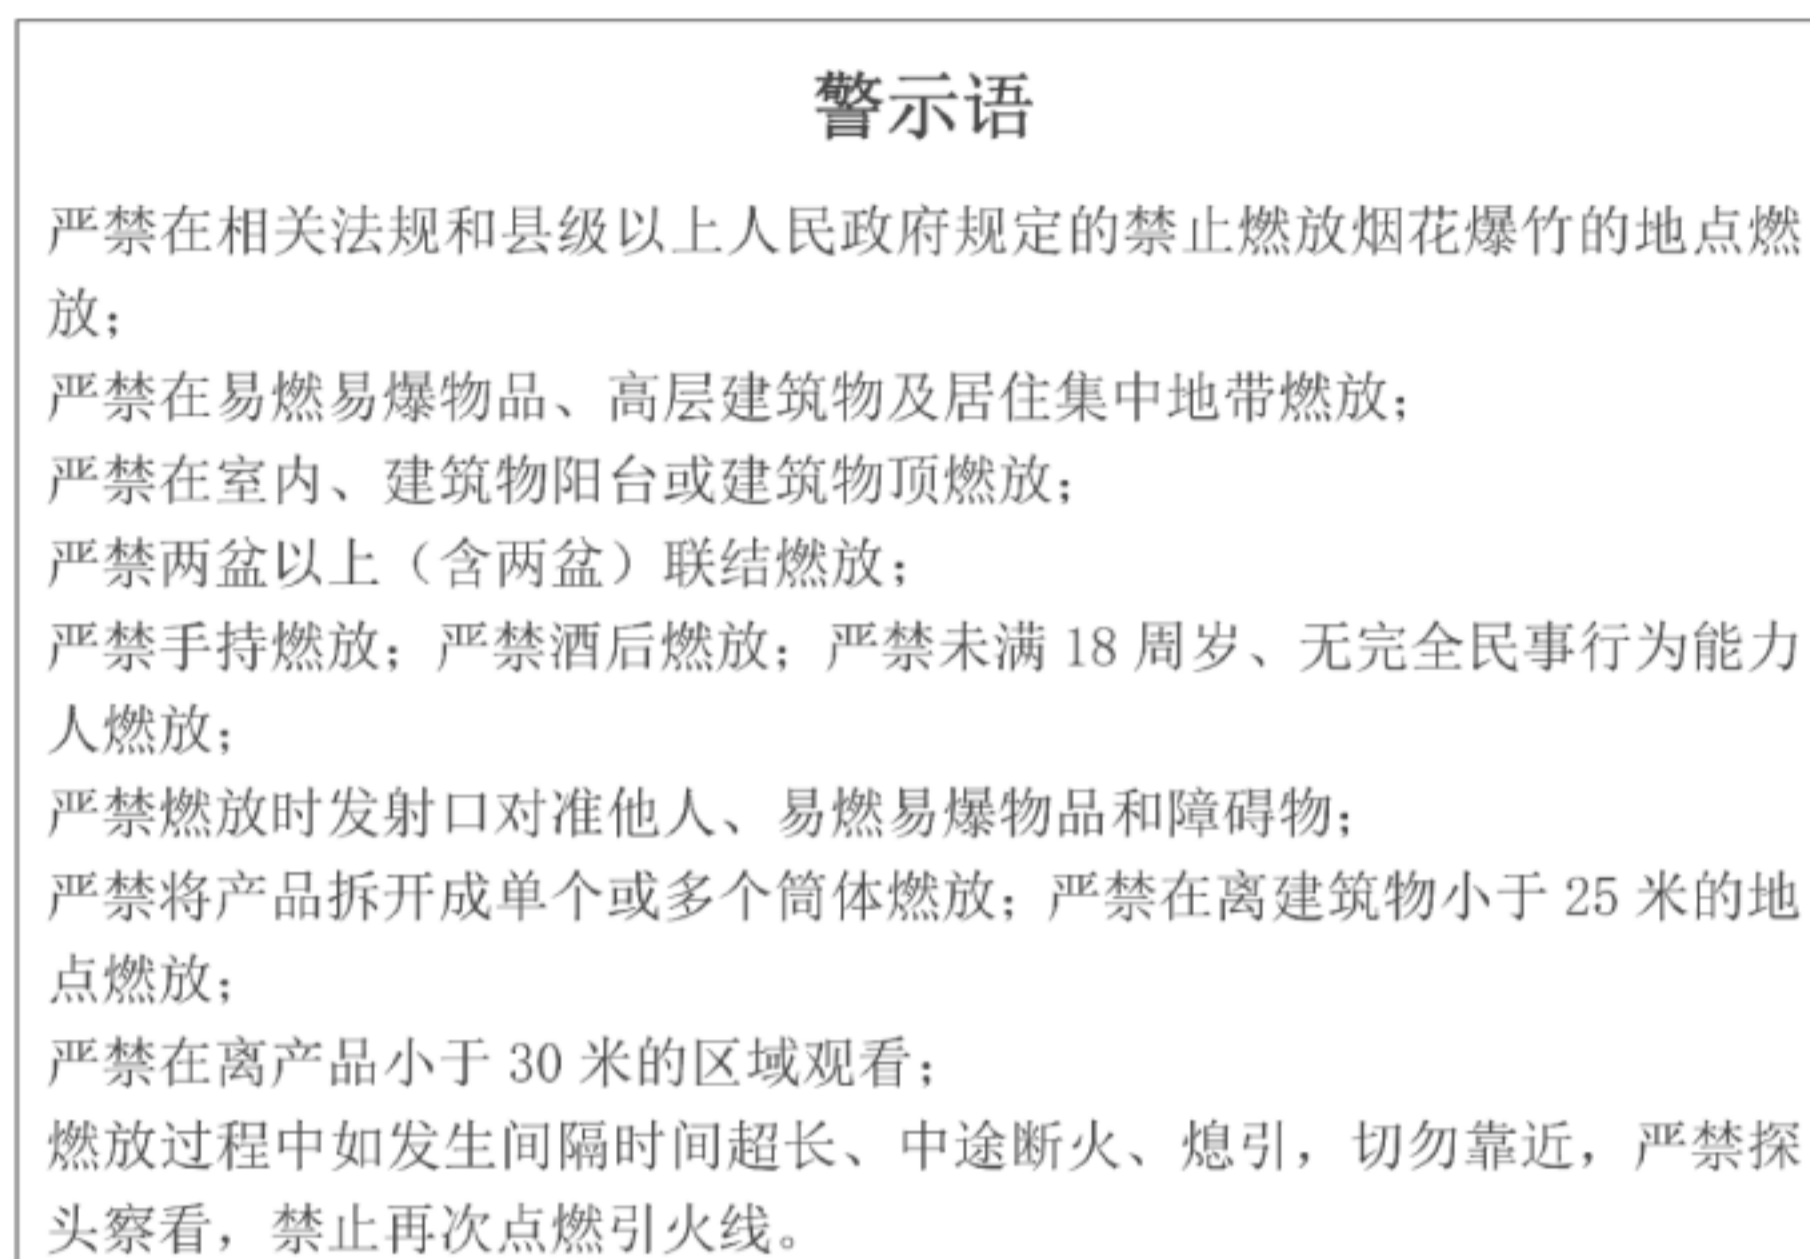 警示语
严禁在相关法规和县级以上人民政府规定的禁止燃放烟花爆竹的地点燃
放；
严禁在易燃易爆物品、高层建筑物及居住集中地带燃放；
严禁在室内、建筑物阳台或建筑物顶燃放；
严禁两盆以上（含两盆）联结燃放；
严禁手持燃放；严禁酒后燃放；严禁未满 18 周岁、无完全民事行为能力
人燃放；
严禁燃放时发射口对准他人、易燃易爆物品和障碍物；
严禁将产品拆开成单个或多个筒体燃放；严禁在离建筑物小于 25 米的地
点燃放；
严禁在离产品小于 30 米的区域观看；
燃放过程中如发生间隔时间超长、中途断火、熄引，切勿靠近，严禁探
头察看，禁止再次点燃引火线。